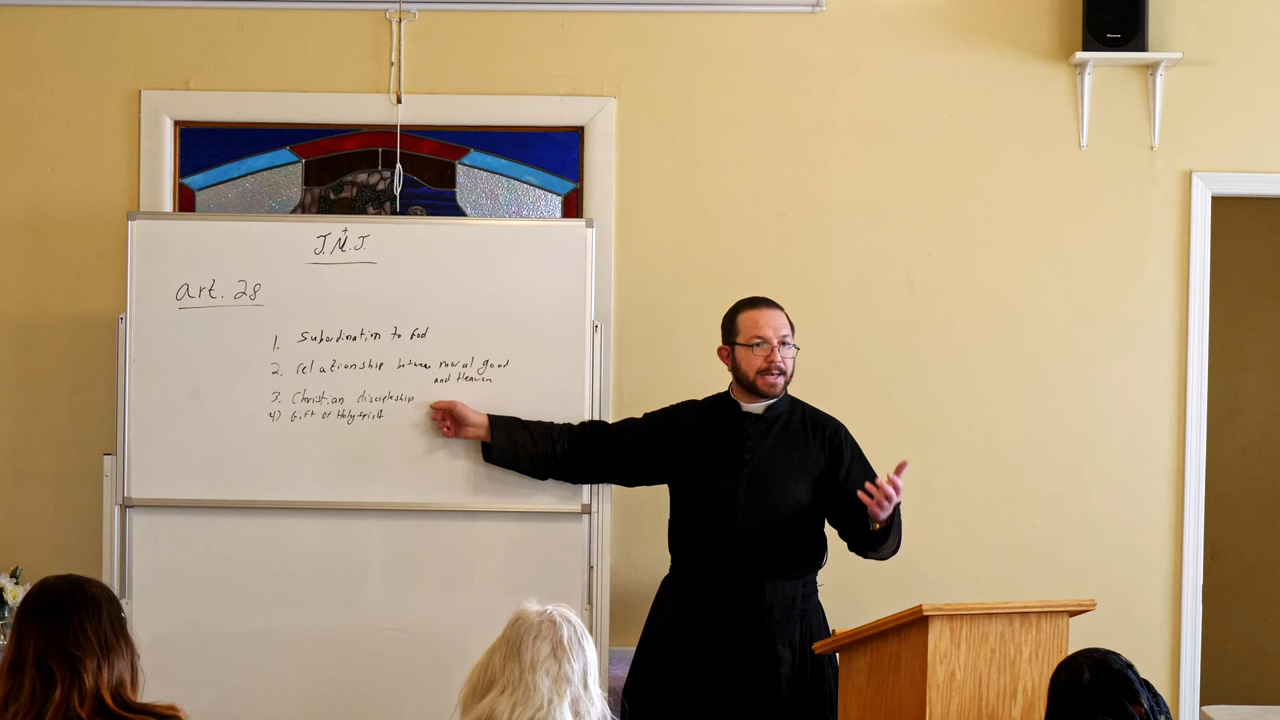 J.M.J.
art. 28
1. Subordination to God
2. relationship between moral good
and Heaven
3. Christian discipleship
4) Gift of Holy Spirit